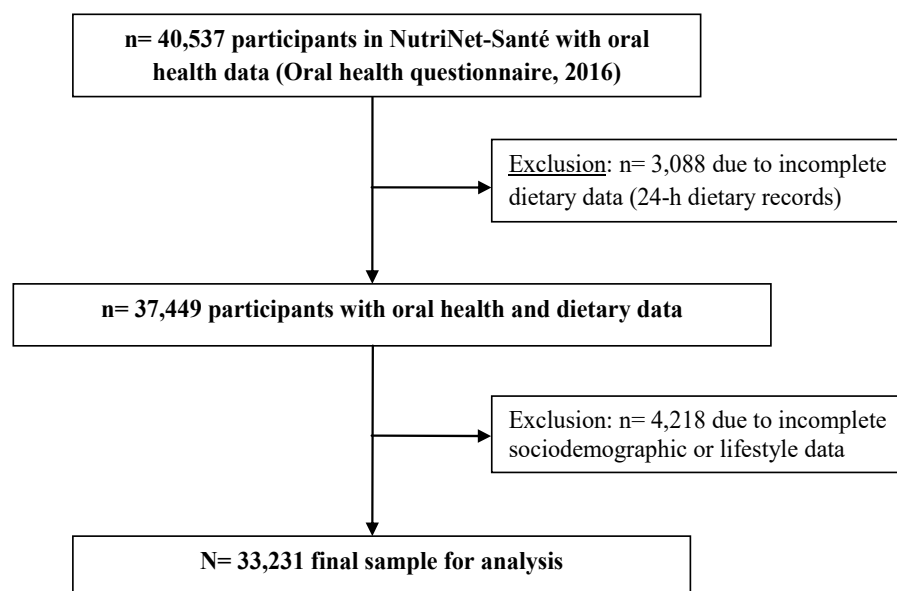 n= 40,537 participants in NutriNet-Santé with oral
health data (Oral health questionnaire, 2016)
Exclusion: n= 3,088 due to incomplete
dietary data (24-h dietary records)
n= 37,449 participants with oral health and dietary data
Exclusion: n= 4,218 due to incomplete
sociodemographic or lifestyle data
N= 33,231 final sample for analysis